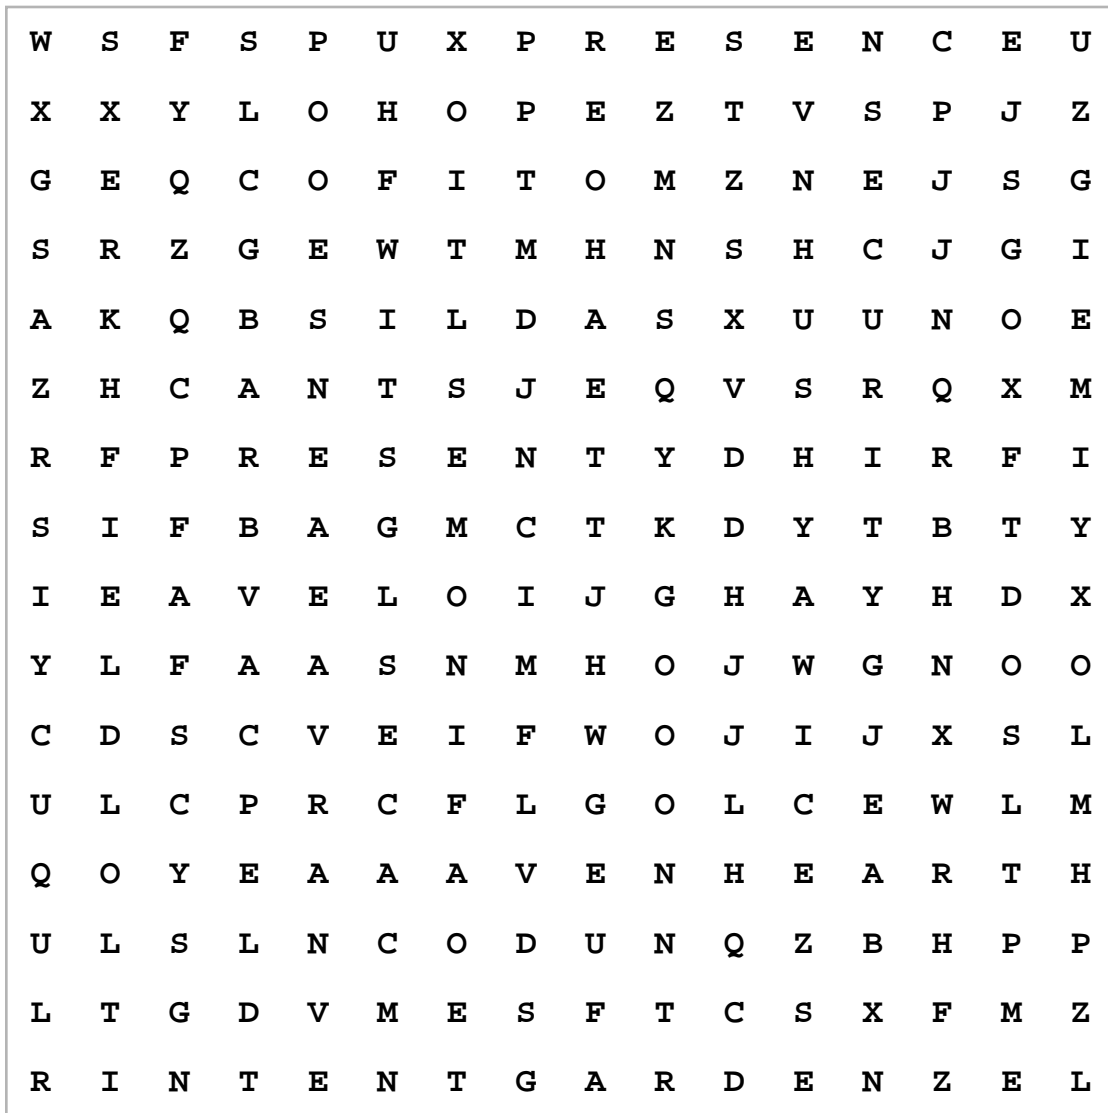 W S F S P U X P R E S E N C E U
X X Y L O H O P E Z T V S P J Z
G E Q C O F I T O M Z N E J S G
S R Z G E W T M H N S H C J G I
A K Q B S I L D A S X U U N O E
Z H C A N T S J E Q V S R Q X M
R F P R E S E N T Y D H I R F I
S I F B A G M C T K D Y T B T Y
I E A V E L O I J G H A Y H D X
Y L F A A S N M H O J W G N O O
C D S C V E I F W O J I J X S L
U L C P R C F L G O L C E W L M
Q O Y E A A A V E N H E A R T H
U L S L N C O D U N Q Z B H P P
L T G D V M E S F T C S X F M Z
R I N T E N T G A R D E N Z E L